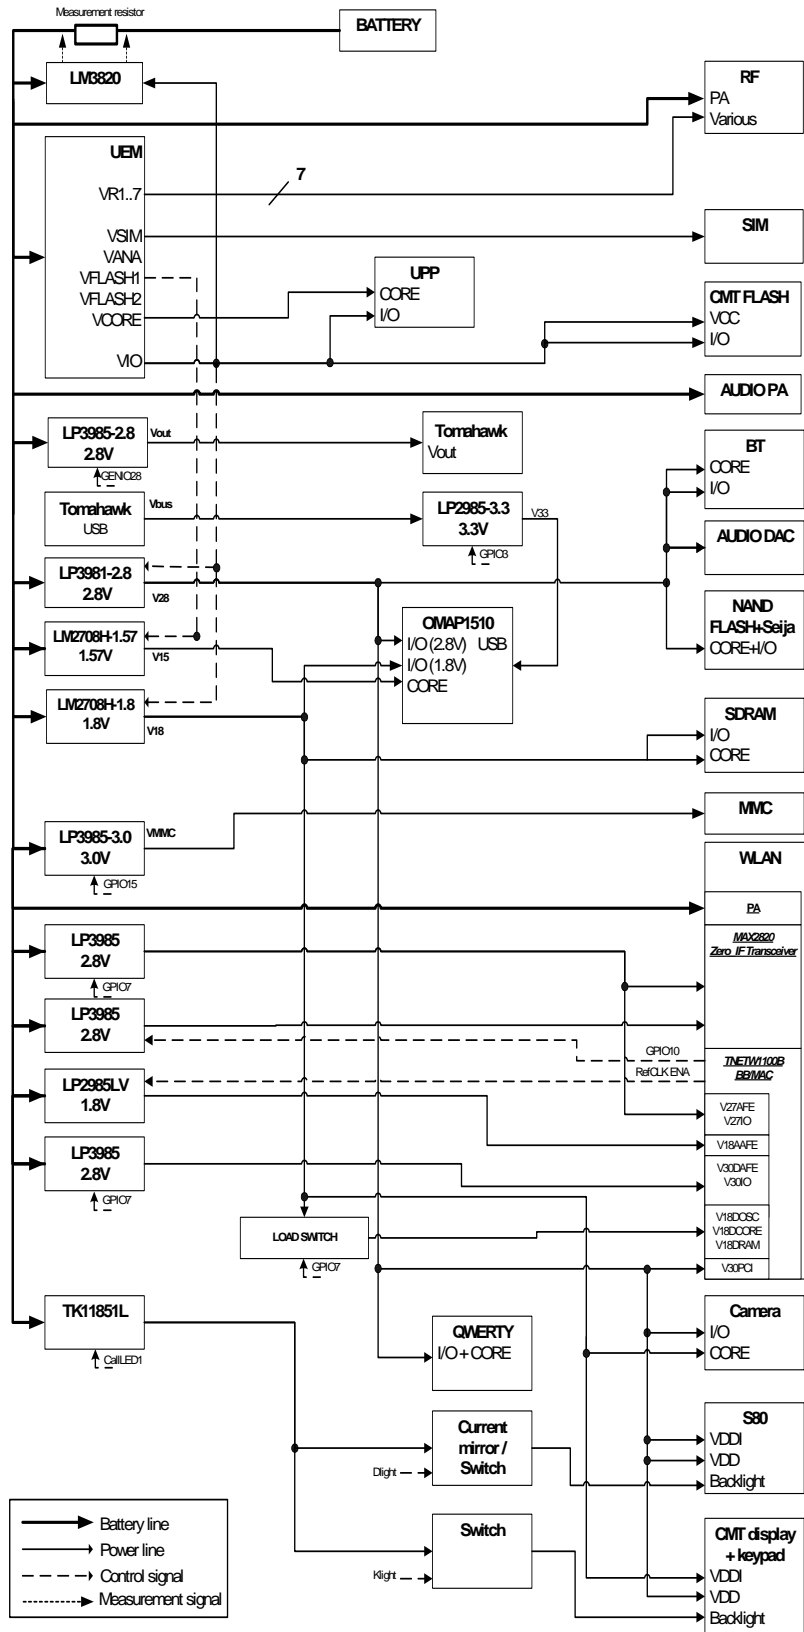 Measurement resistor
BATTERY
LM3820
RF
PA
Various
UEM
VR1..7
7
VSIM
VANA
VFLASH1
VFLASH2
VCORE
VIO
SIM
UPP
CORE
I/O
CMT FLASH
VCC
I/O
AUDIO PA
LP3985-2.8
2.8V
Vout
GENIO28
Tomahawk
Vout
BT
CORE
I/O
Tomahawk
USB
Vbus
LP2985-3.3
3.3V
V33
GPIO3
AUDIO DAC
LP3981-2.8
2.8V
V28
NAND
FLASH+Seija
CORE+I/O
OMAP1510
I/O (2.8V) USB
I/O (1.8V)
CORE
LM2708H-1.57
1.57V
V15
LM2708H-1.8
1.8V
V18
SDRAM
I/O
CORE
MMC
LP3985-3.0
3.0V
VMMC
GPIO15
WLAN
PA
MAX2820
Zero IF Transceiver
LP3985
2.8V
GPIO7
LP3985
2.8V
GPIO10
RefCLK ENA
TNETW1100B
BB/MAC
LP2985LV
1.8V
V27AFE
V27IO
V18AAFE
LP3985
2.8V
GPIO7
V30DAFE
V30IO
LOAD SWITCH
GPIO7
V18DOSC
V18DCORE
V18DRAM
V30PCI
TK11851L
CallLED1
QWERTY
I/O + CORE
Camera
I/O
CORE
Current
mirror /
Switch
Dlight
S80
VDDI
VDD
Backlight
Switch
Klight
CMT display
+ keypad
VDDI
VDD
Backlight
Battery line
Power line
Control signal
Measurement signal